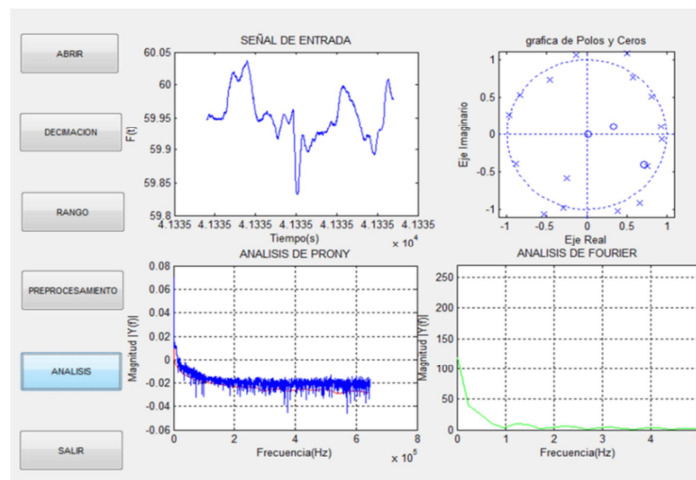 ABRIR
DECIMACION
RANGO
PREPROCESAMIENTO
ANALISIS
SALIR
SEÑAL DE ENTRADA
F(t)
60.05
60
59.95
59.9
59.85
59.8
4.1335 4.1335 4.1335 4.1335 4.1335 4.1335
Tiempo(s)
x 10⁴
grafica de Polos y Ceros
Eje Imaginario
1
0.5
0
-0.5
-1
-1 -0.5 0 0.5 1
Eje Real
ANALISIS DE PRONY
Magnitud |Y(f)|
0.08
0.06
0.04
0.02
0
-0.02
-0.04
-0.06
0 2 4 6 8
Frecuencia(Hz)
x 10⁵
ANALISIS DE FOURIER
Magnitud |Y(f)|
250
200
150
100
50
0
0 1 2 3 4
Frecuencia(Hz)